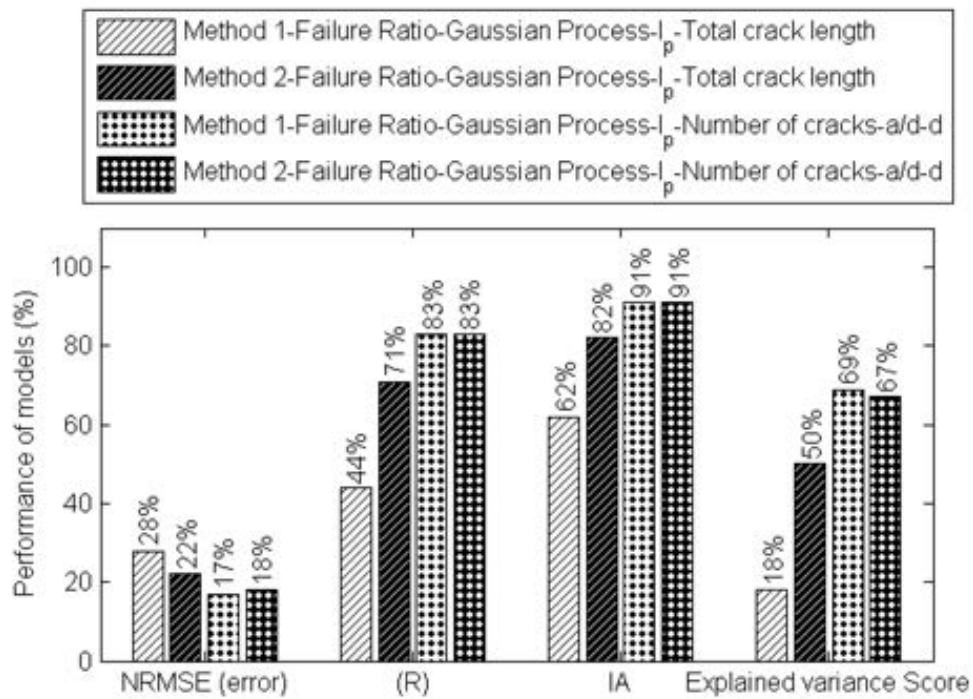 Method 1-Failure Ratio-Gaussian Process-Ip-Total crack length
Method 2-Failure Ratio-Gaussian Process-Ip-Total crack length
Method 1-Failure Ratio-Gaussian Process-Ip-Number of cracks-a/d-d
Method 2-Failure Ratio-Gaussian Process-Ip-Number of cracks-a/d-d
Performance of models (%)
100
80
60
40
20
0
28%
22%
17%
18%
44%
71%
83%
83%
62%
82%
91%
91%
18%
50%
69%
67%
NRMSE (error)
(R)
IA
Explained variance Score